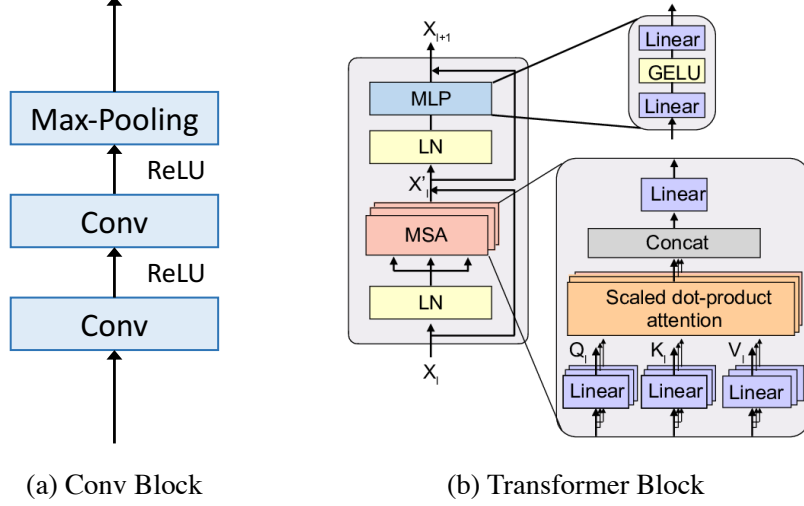 Max-Pooling
ReLU
Conv
ReLU
Conv
(a) Conv Block
X_{l+1}
MLP
LN
X'_l
MSA
LN
X_l
Linear
GELU
Linear
Linear
Concat
Scaled dot-product
attention
Q_l K_l V_l
Linear Linear Linear
(b) Transformer Block